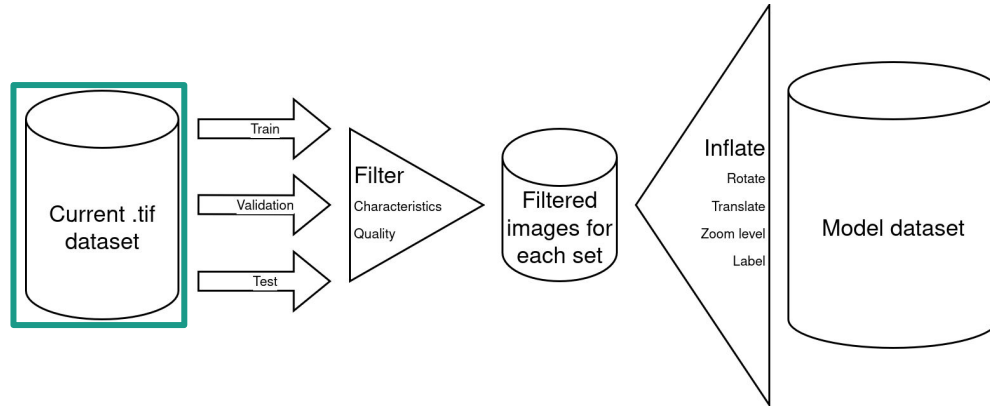 Current .tif
dataset
Train
Validation
Test
Filter
Characteristics
Quality
Filtered
images for
each set
Inflate
Rotate
Translate
Zoom level
Label
Model dataset